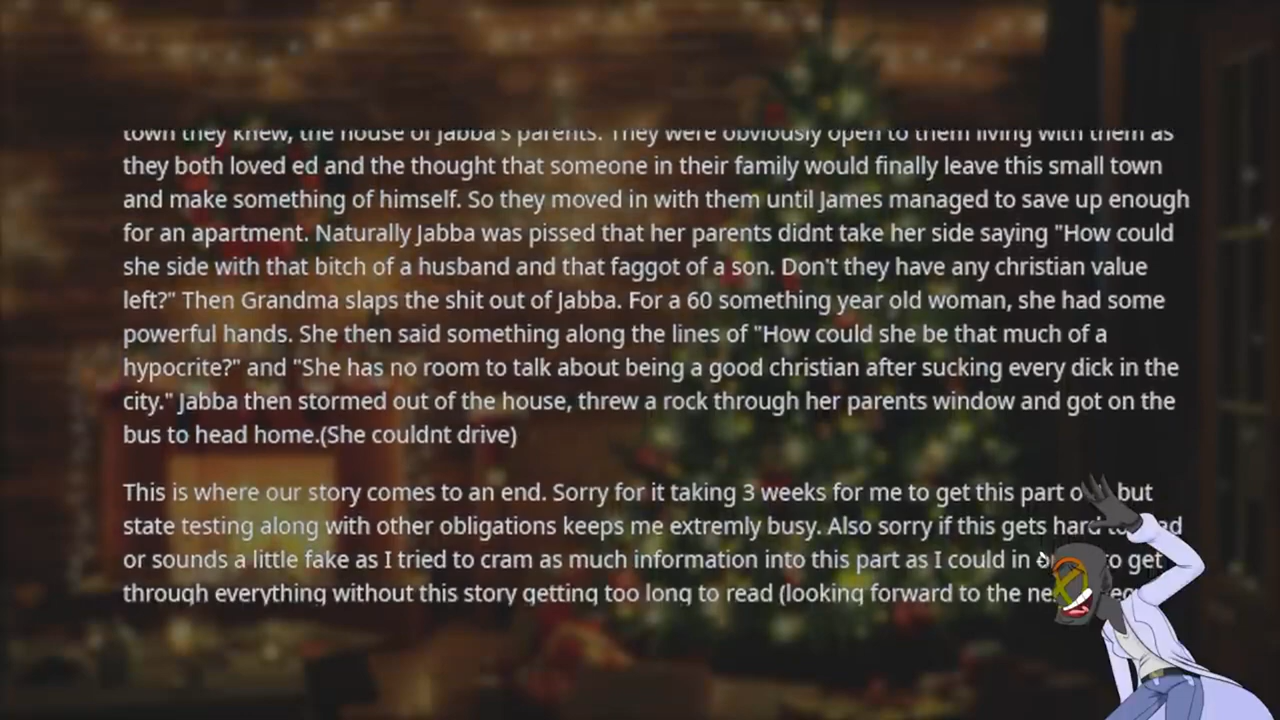 town they knew, the house of Jabba's parents. They were obviously open to them living with them as
they both loved ed and the thought that someone in their family would finally leave this small town
and make something of himself. So they moved in with them until James managed to save up enough
for an apartment. Naturally Jabba was pissed that her parents didnt take her side saying "How could
she side with that bitch of a husband and that faggot of a son. Don't they have any christian value
left?" Then Grandma slaps the shit out of Jabba. For a 60 something year old woman, she had some
powerful hands. She then said something along the lines of "How could she be that much of a
hypocrite?" and "She has no room to talk about being a good christian after sucking every dick in the
city." Jabba then stormed out of the house, threw a rock through her parents window and got on the
bus to head home.(She couldnt drive)
This is where our story comes to an end. Sorry for it taking 3 weeks for me to get this part but
state testing along with other obligations keeps me extremly busy. Also sorry if this gets hard
or sounds a little fake as I tried to cram as much information into this part as I could in to get
through everything without this story getting too long to read (looking forward to the